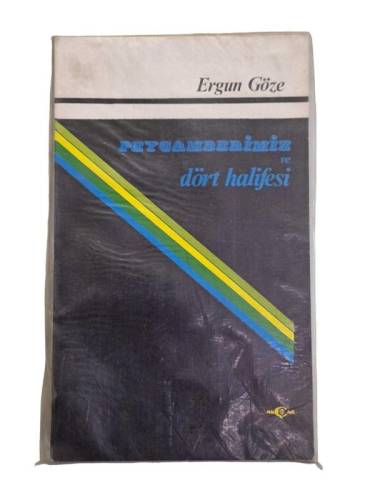 Ergun Göze
PEYGAMBERİMİZ
ve
dört halifesi